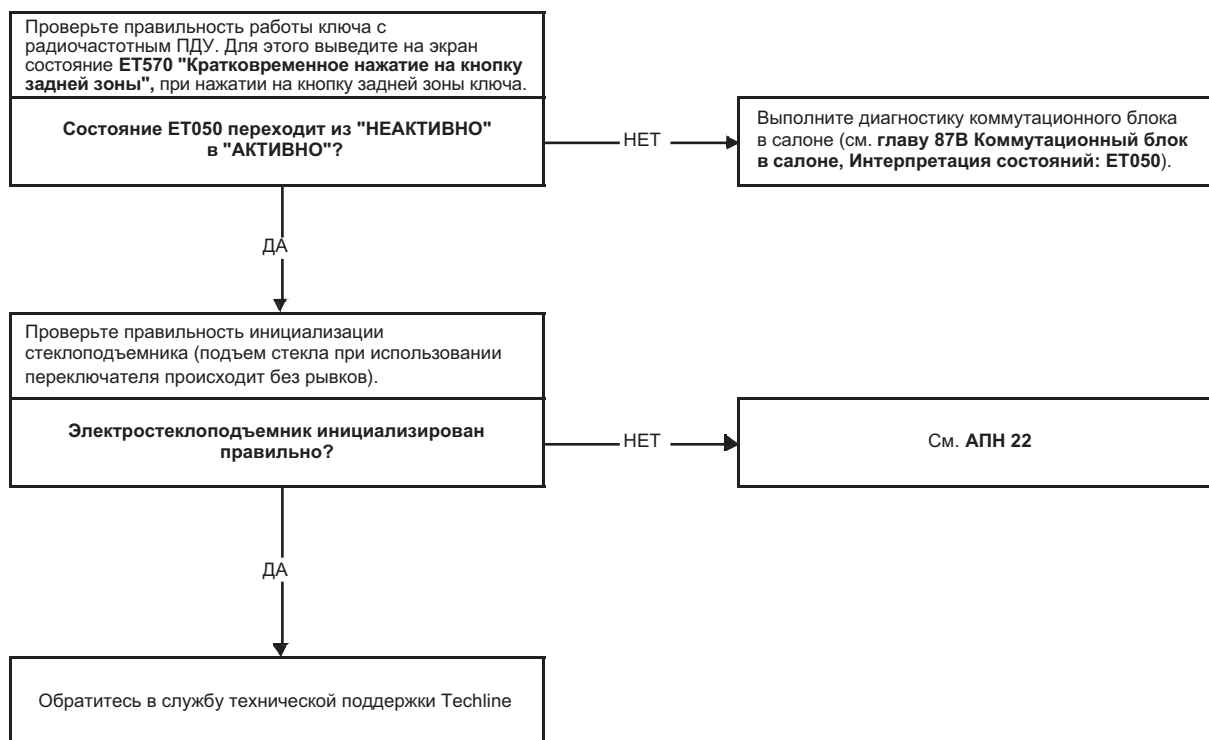 Проверьте правильность работы ключа с
радиочастотным ПДУ. Для этого выведите на экран
состояние ET570 "Кратковременное нажатие на кнопку
задней зоны", при нажатии на кнопку задней зоны ключа.
Состояние ET050 переходит из "НЕАКТИВНО"
в "АКТИВНО"?
НЕТ
Выполните диагностику коммутационного блока
в салоне (см. главу 87B Коммутационный блок
в салоне, Интерпретация состояний: ET050).
ДА
Проверьте правильность инициализации
стеклоподъемника (подъем стекла при использовании
переключателя происходит без рывков).
Электростеклоподъемник инициализирован
правильно?
НЕТ
См. АПН 22
ДА
Обратитесь в службу технической поддержки Techline